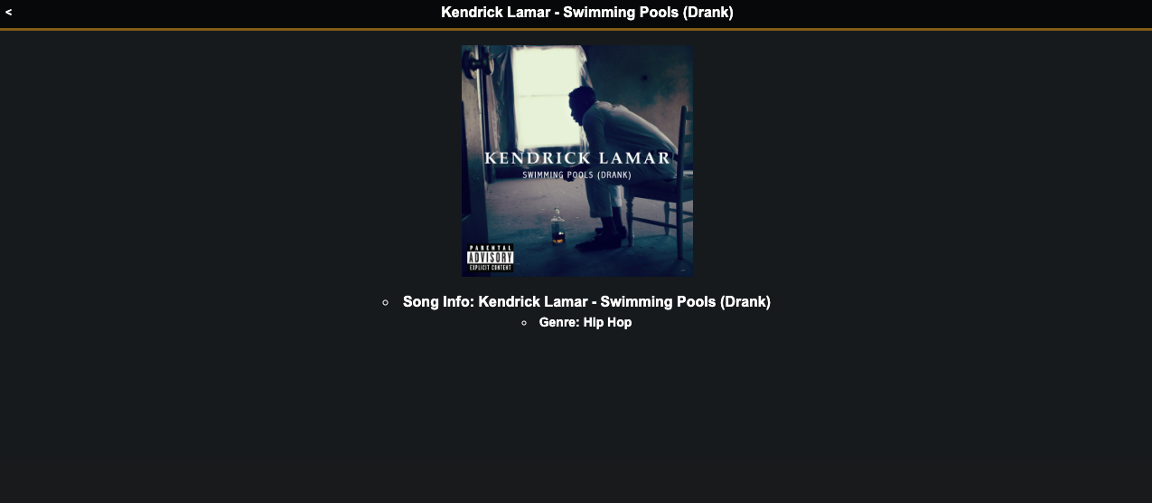 <
Kendrick Lamar - Swimming Pools (Drank)
KENDRICK LAMAR
SWIMMING POOLS (DRANK)
PARENTAL
ADVISORY
EXPLICIT CONTENT
Song Info: Kendrick Lamar - Swimming Pools (Drank)
Genre: Hip Hop